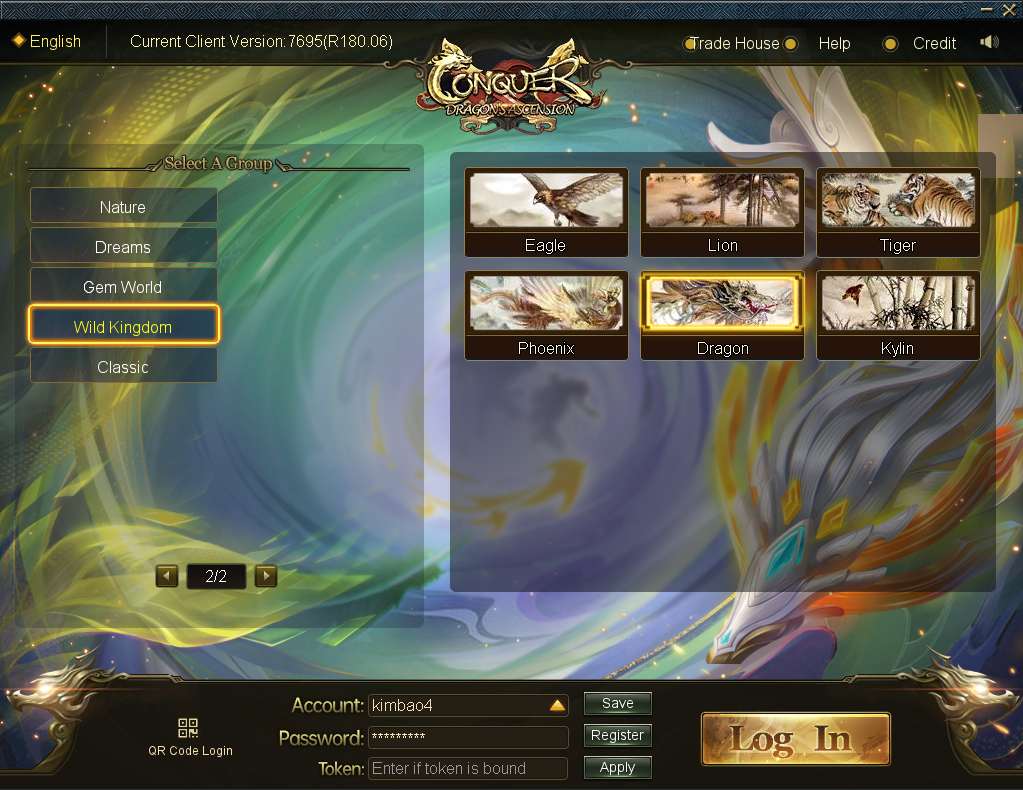 English
Current Client Version:7695(R180.06)
Trade House
Help
Credit
CONQUER
DRAGON'S ASCENSION
Select A Group
Nature
Dreams
Gem World
Wild Kingdom
Classic
2/2
Eagle
Lion
Tiger
Phoenix
Dragon
Kylin
QR Code Login
Account: kimbao4
Save
Password: *********
Register
Token: Enter if token is bound
Apply
Log In